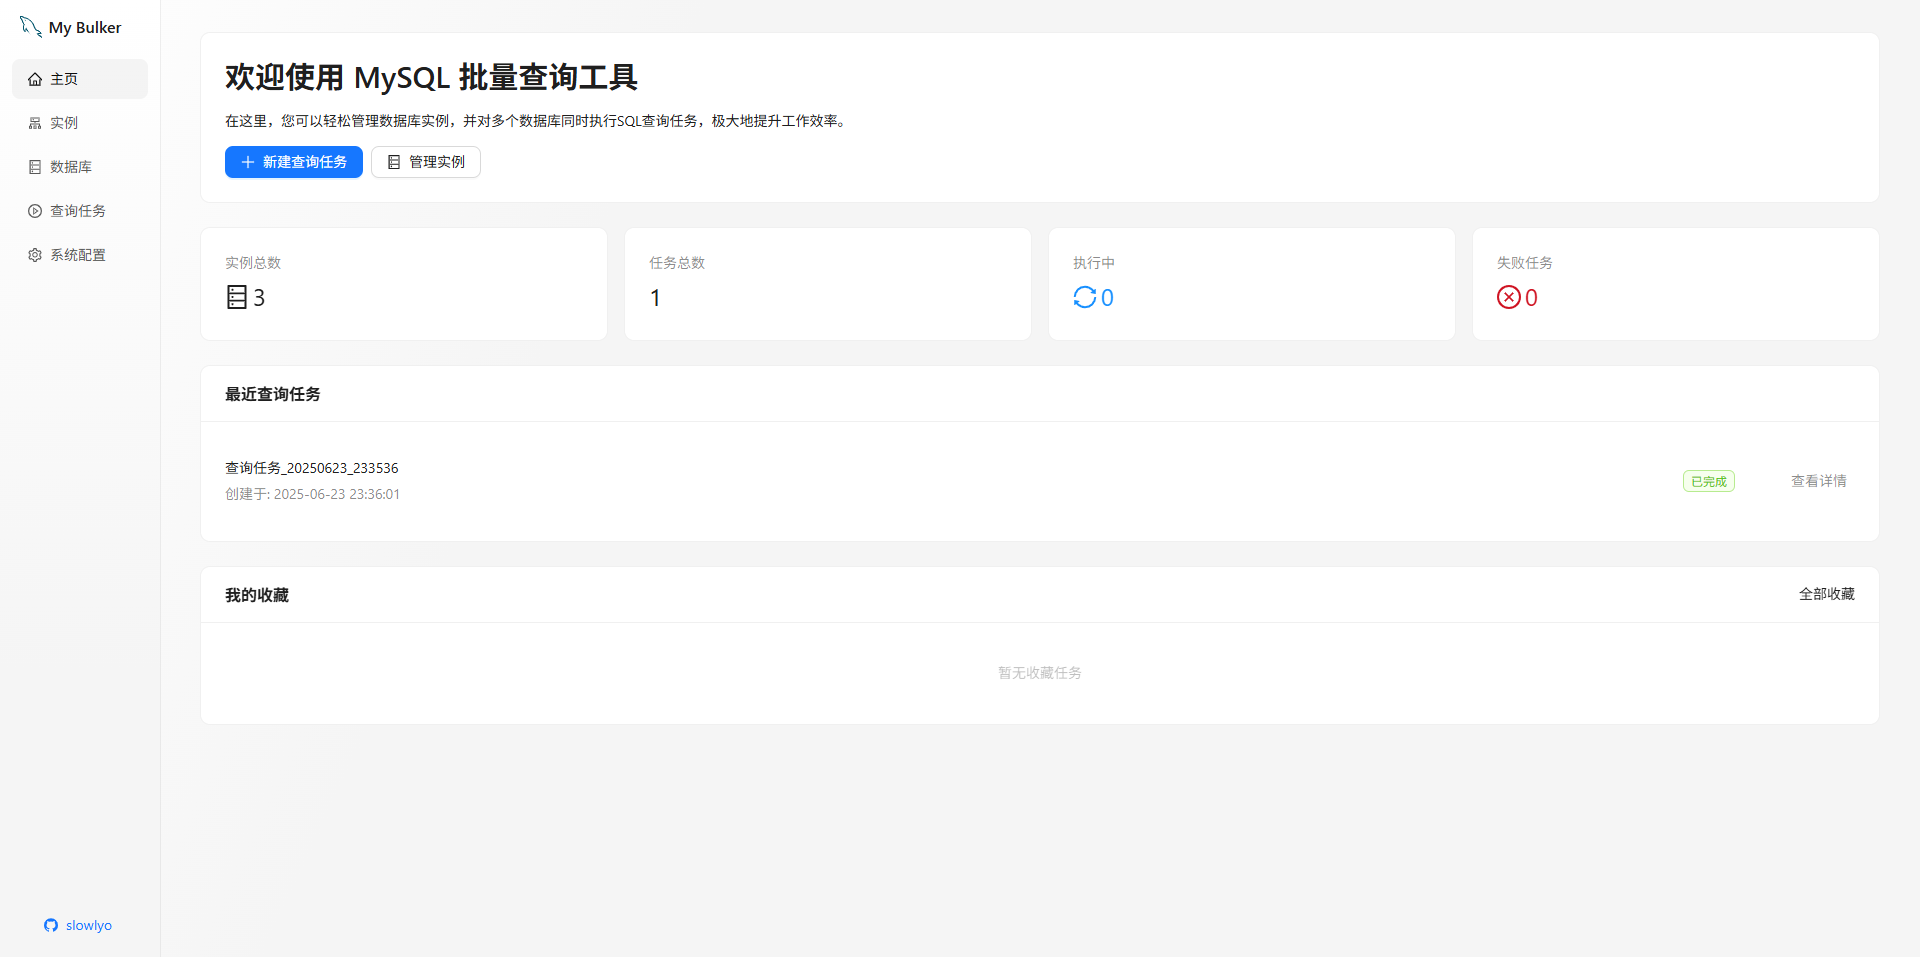 My Bulker
主页
实例
数据库
查询任务
系统配置
slowlyo
欢迎使用 MySQL 批量查询工具
在这里，您可以轻松管理数据库实例，并对多个数据库同时执行SQL查询任务，极大地提升工作效率。
新建查询任务 管理实例
实例总数
3
任务总数
1
执行中
0
失败任务
0
最近查询任务
查询任务_20250623_233536
创建于: 2025-06-23 23:36:01
已完成 查看详情
我的收藏 全部收藏
暂无收藏任务